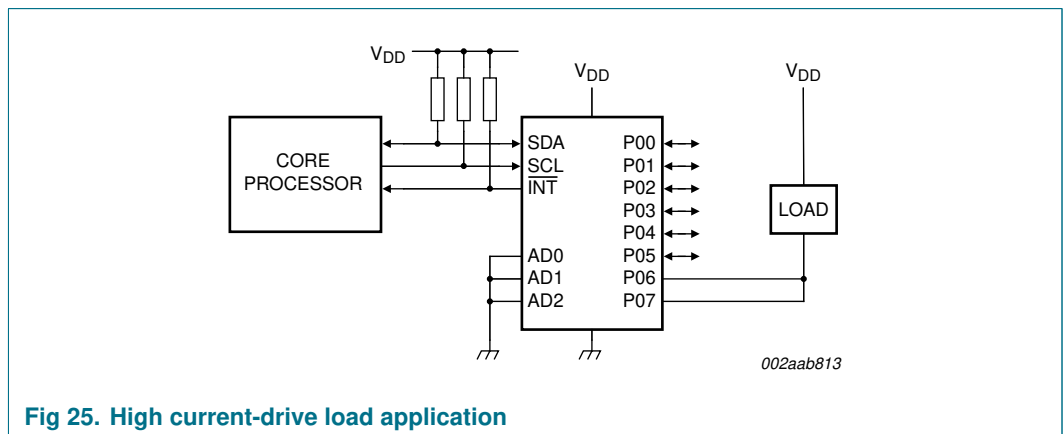 VDD
VDD
VDD
CORE
PROCESSOR
SDA
SCL
INT
AD0
AD1
AD2
P00
P01
P02
P03
P04
P05
P06
P07
LOAD
002aab813
Fig 25. High current-drive load application